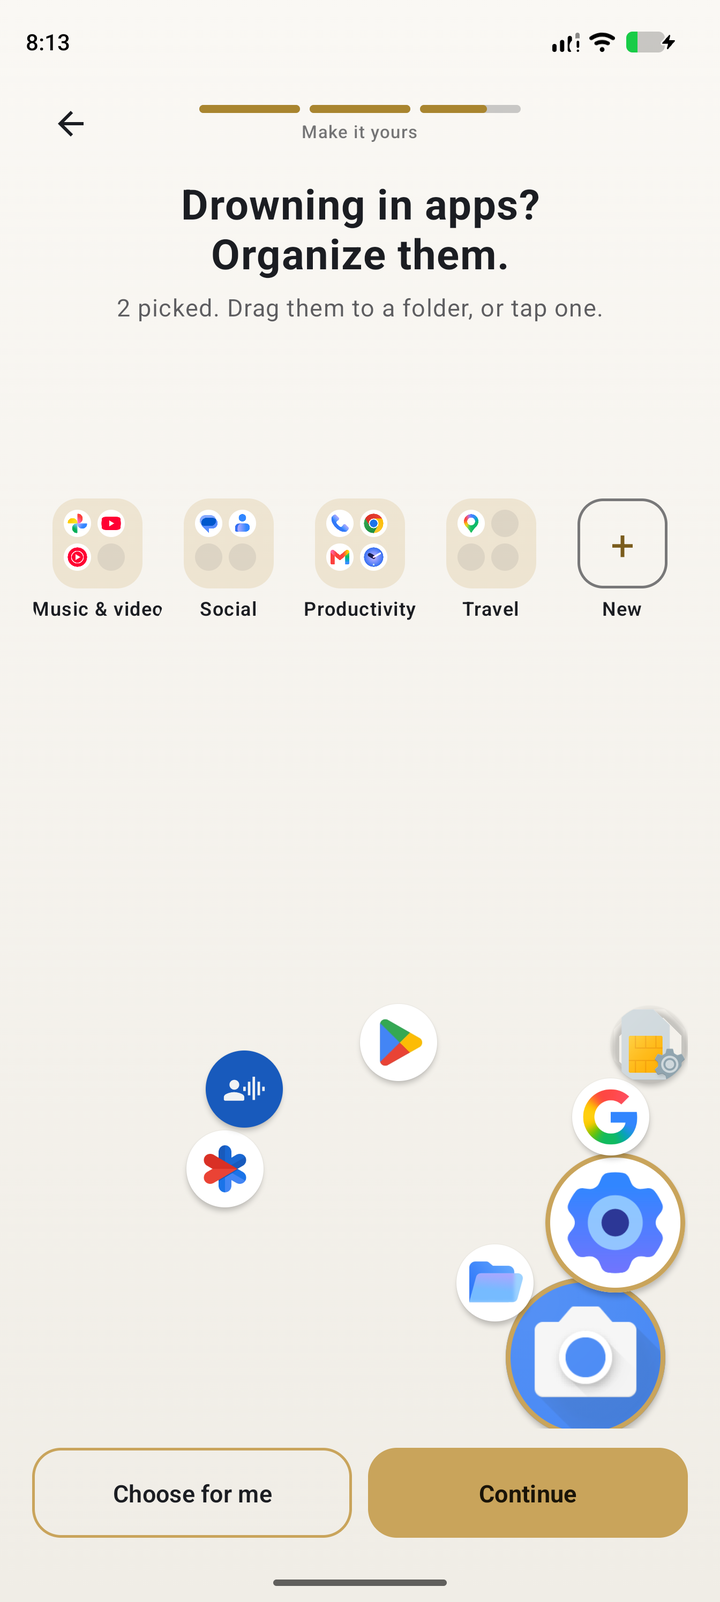 8:13
Make it yours
Drowning in apps?
Organize them.
2 picked. Drag them to a folder, or tap one.
Music & video
Social
Productivity
Travel
New
Choose for me
Continue